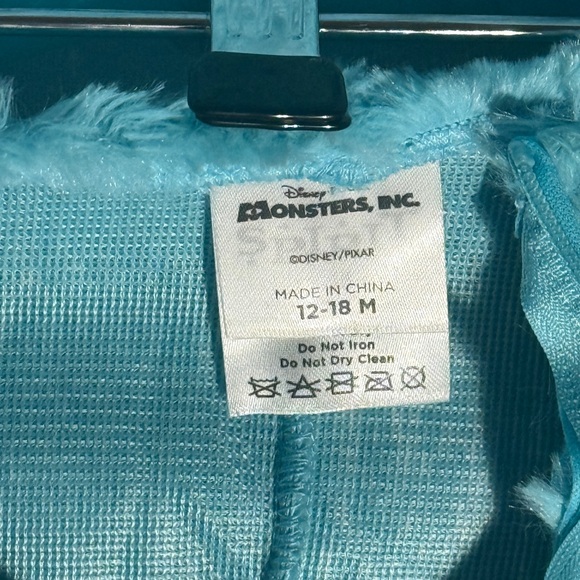 Disney
MONSTERS, INC.
©DISNEY/PIXAR
MADE IN CHINA
12-18 M
Do Not Iron
Do Not Dry Clean